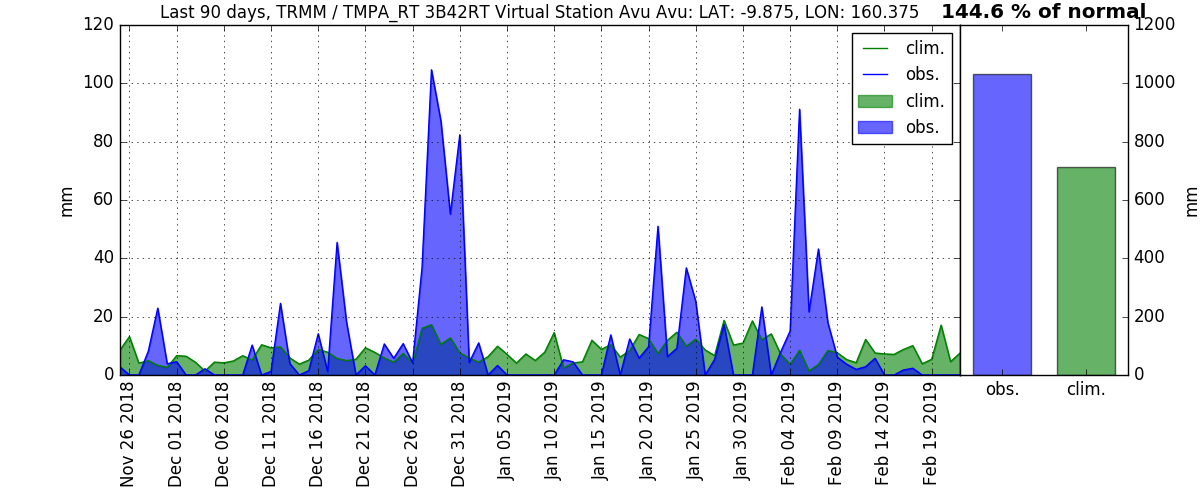 Last 90 days, TRMM / TMPA_RT 3B42RT Virtual Station Avu Avu: LAT: -9.875, LON: 160.375
144.6 % of normal
120
100
80
60
40
20
0
mm
clim.
obs.
clim.
obs.
Nov 26 2018
Dec 01 2018
Dec 06 2018
Dec 11 2018
Dec 16 2018
Dec 21 2018
Dec 26 2018
Dec 31 2018
Jan 05 2019
Jan 10 2019
Jan 15 2019
Jan 20 2019
Jan 25 2019
Jan 30 2019
Feb 04 2019
Feb 09 2019
Feb 14 2019
Feb 19 2019
1200
1000
800
600
400
200
0
mm
obs.
clim.